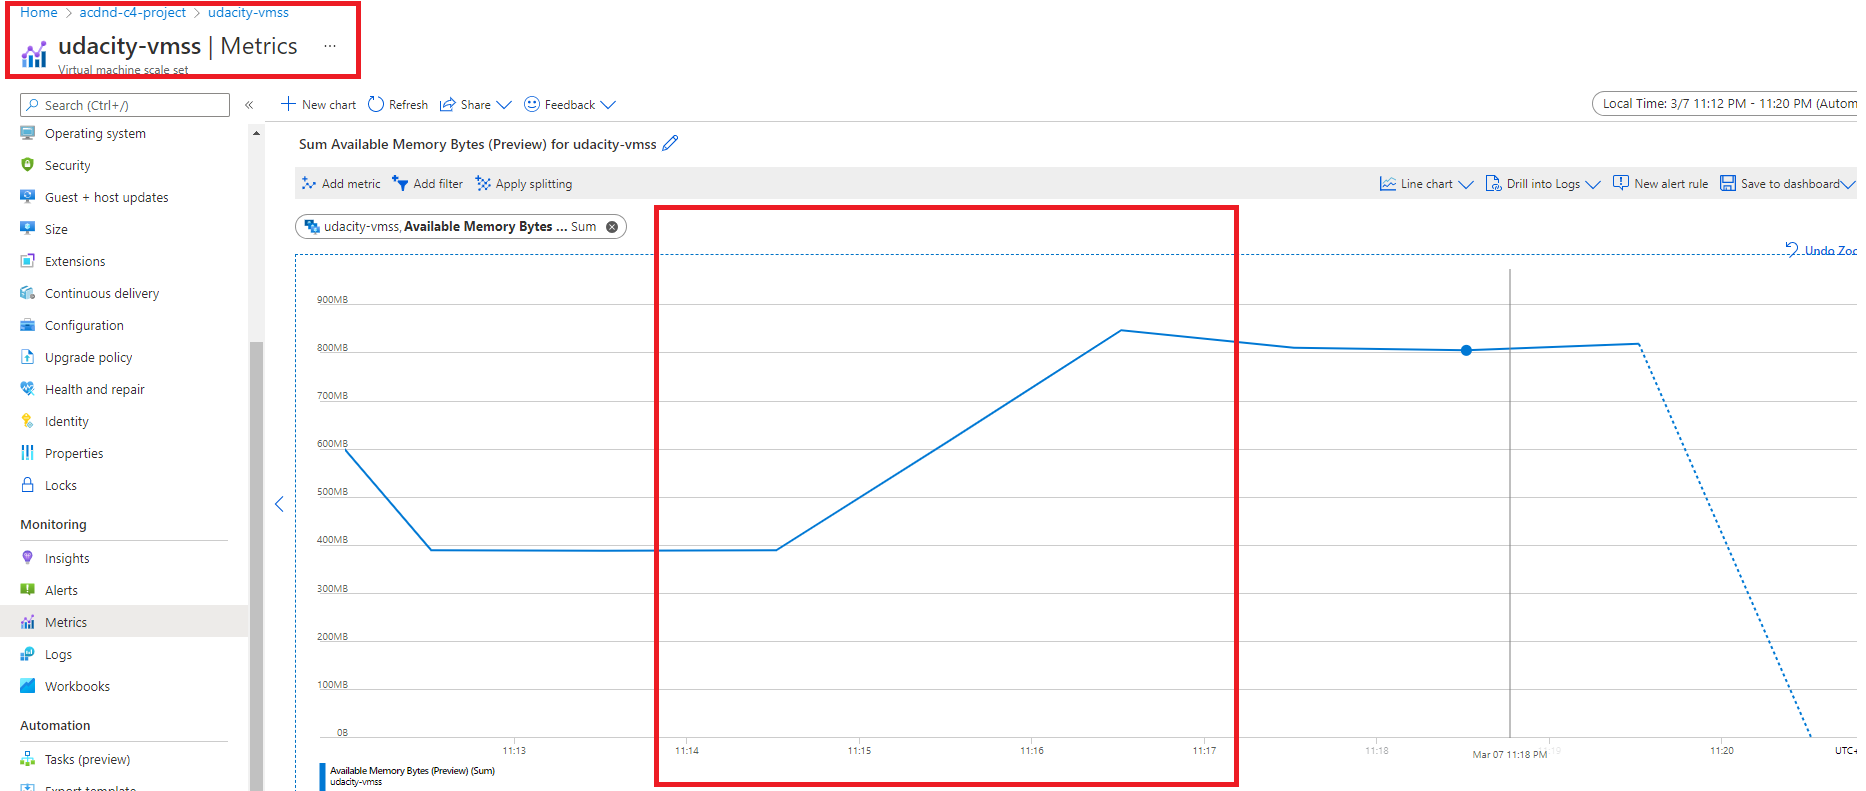 Home > acdnd-c4-project > udacity-vmss
udacity-vmss | Metrics ...
Virtual machine scale set
Search (Ctrl+/) «
New chart Refresh Share Feedback Local Time: 3/7 11:12 PM - 11:20 PM (Autom
Operating system
Security
Guest + host updates
Size
Extensions
Continuous delivery
Configuration
Upgrade policy
Health and repair
Identity
Properties
Locks
Monitoring
Insights
Alerts
Metrics
Logs
Workbooks
Automation
Tasks (preview)
Export template
Sum Available Memory Bytes (Preview) for udacity-vmss
Add metric Add filter Apply splitting Line chart Drill into Logs New alert rule Save to dashboard
udacity-vmss, Available Memory Bytes ... Sum
Undo Zoo
900MB
800MB
700MB
600MB
500MB
400MB
300MB
200MB
100MB
0B
11:13 11:14 11:15 11:16 11:17 11:18 11:19 11:20 UTC+
Mar 07 11:18 PM
Available Memory Bytes (Preview) (Sum)
udacity-vmss